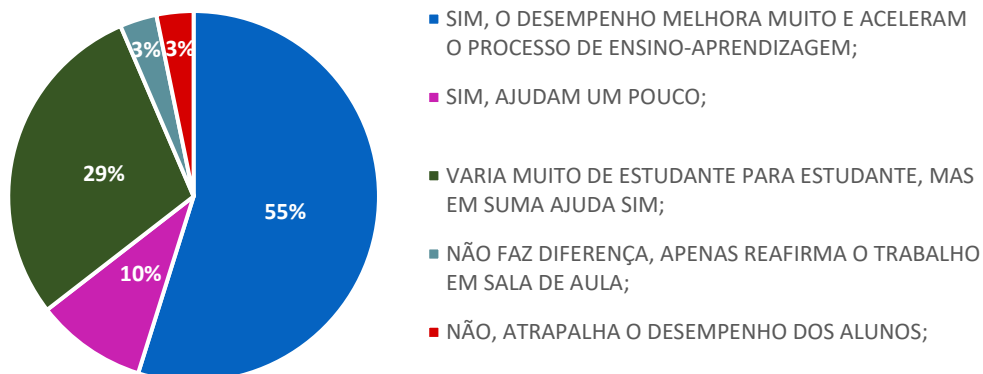 3%
3%
29%
55%
10%
SIM, O DESEMPENHO MELHORA MUITO E ACELERAM
O PROCESSO DE ENSINO-APRENDIZAGEM;
SIM, AJUDAM UM POUCO;
VARIA MUITO DE ESTUDANTE PARA ESTUDANTE, MAS
EM SUMA AJUDA SIM;
NÃO FAZ DIFERENÇA, APENAS REAFIRMA O TRABALHO
EM SALA DE AULA;
NÃO, ATRAPALHA O DESEMPENHO DOS ALUNOS;